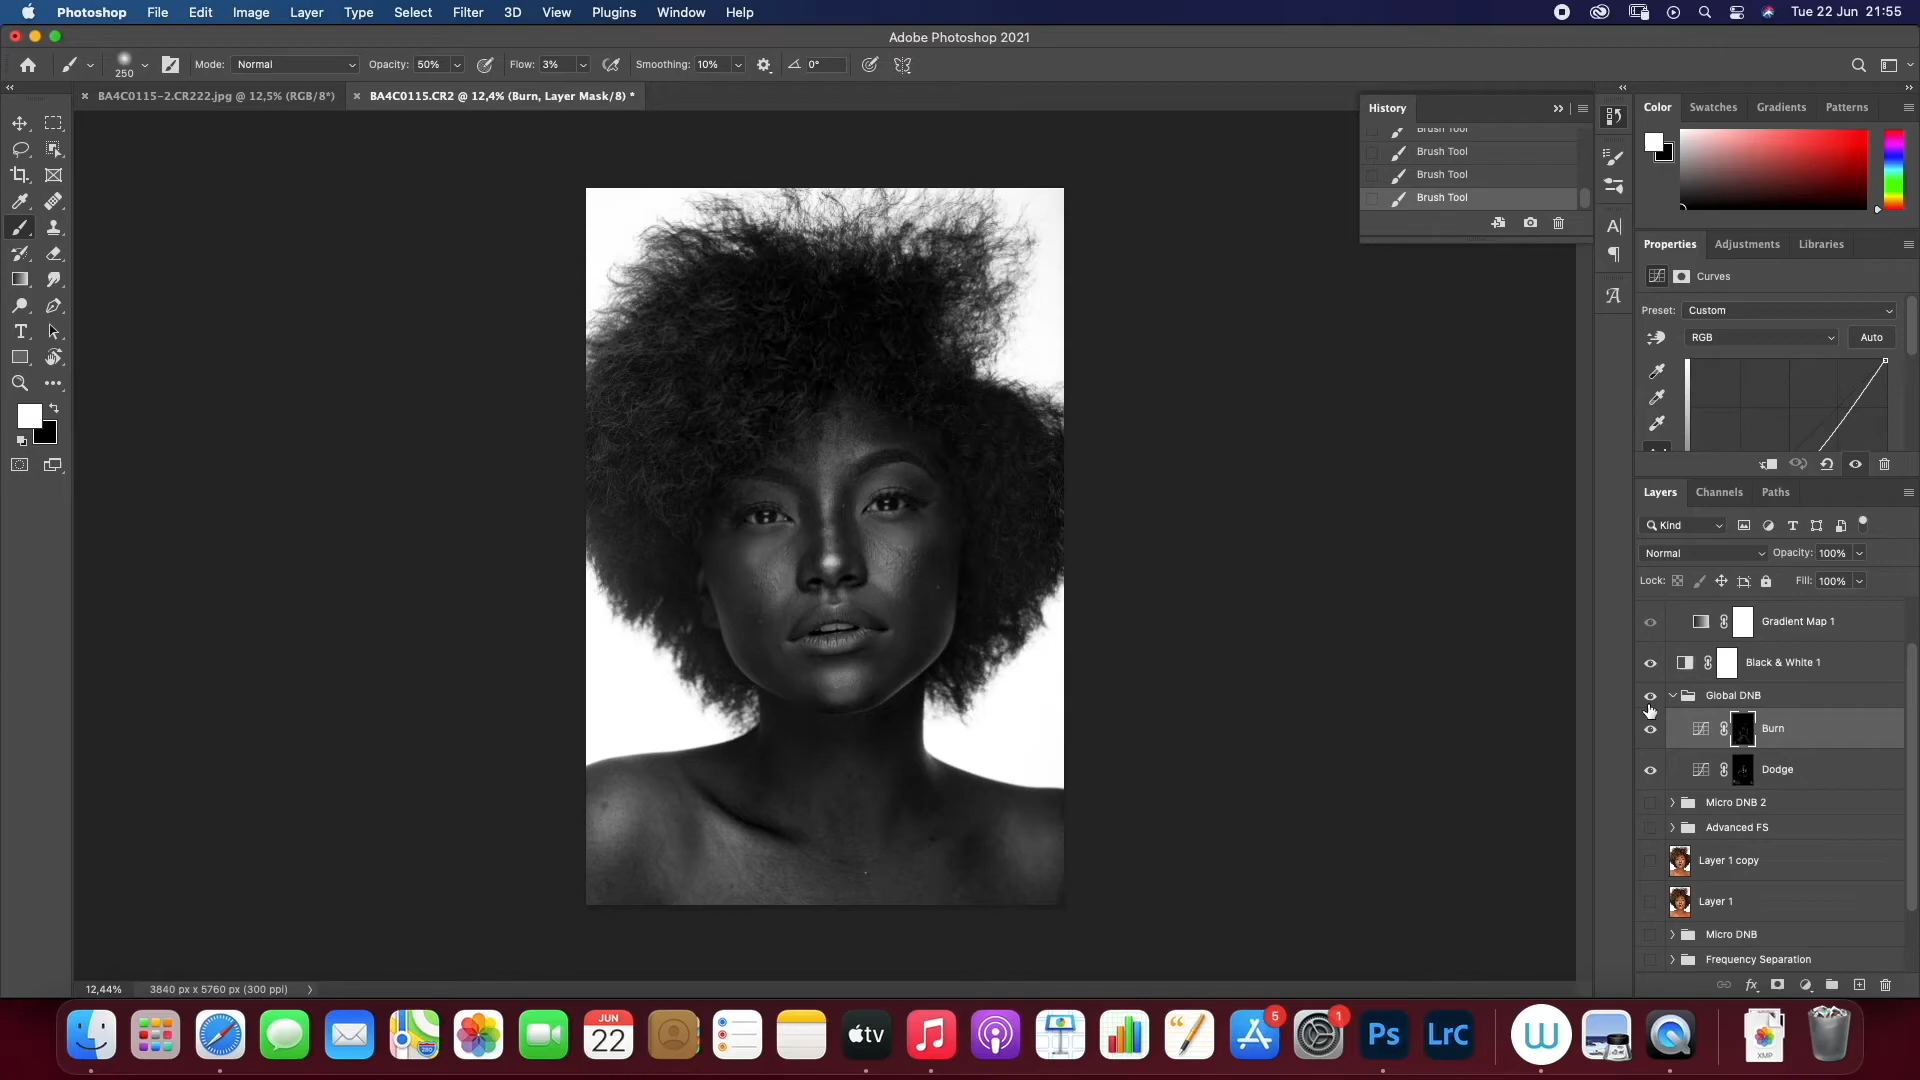 Photoshop File Edit Image Layer Type Select Filter 3D View Plugins Window Help Tue 22 Jun 21:55
Adobe Photoshop 2021
250 Mode: Normal Opacity: 50% Flow: 3% Smoothing: 10% 0°
BA4C0115-2.CR222.jpg @ 12,5% (RGB/8*) BA4C0115.CR2 @ 12,4% (Burn, Layer Mask/8) *
History
Brush Tool
Brush Tool
Brush Tool
Brush Tool
Color Swatches Gradients Patterns
Properties Adjustments Libraries
Curves
Preset: Custom
RGB Auto
Layers Channels Paths
Kind
Normal Opacity: 100%
Lock: Fill: 100%
Gradient Map 1
Black & White 1
Global DNB
Burn
Dodge
Micro DNB 2
Advanced FS
Layer 1 copy
Layer 1
Micro DNB
Frequency Separation
fx
12,44% 3840 px x 5760 px (300 ppi)
JUN
22
tv
5
1
Ps
LrC
W
XMP